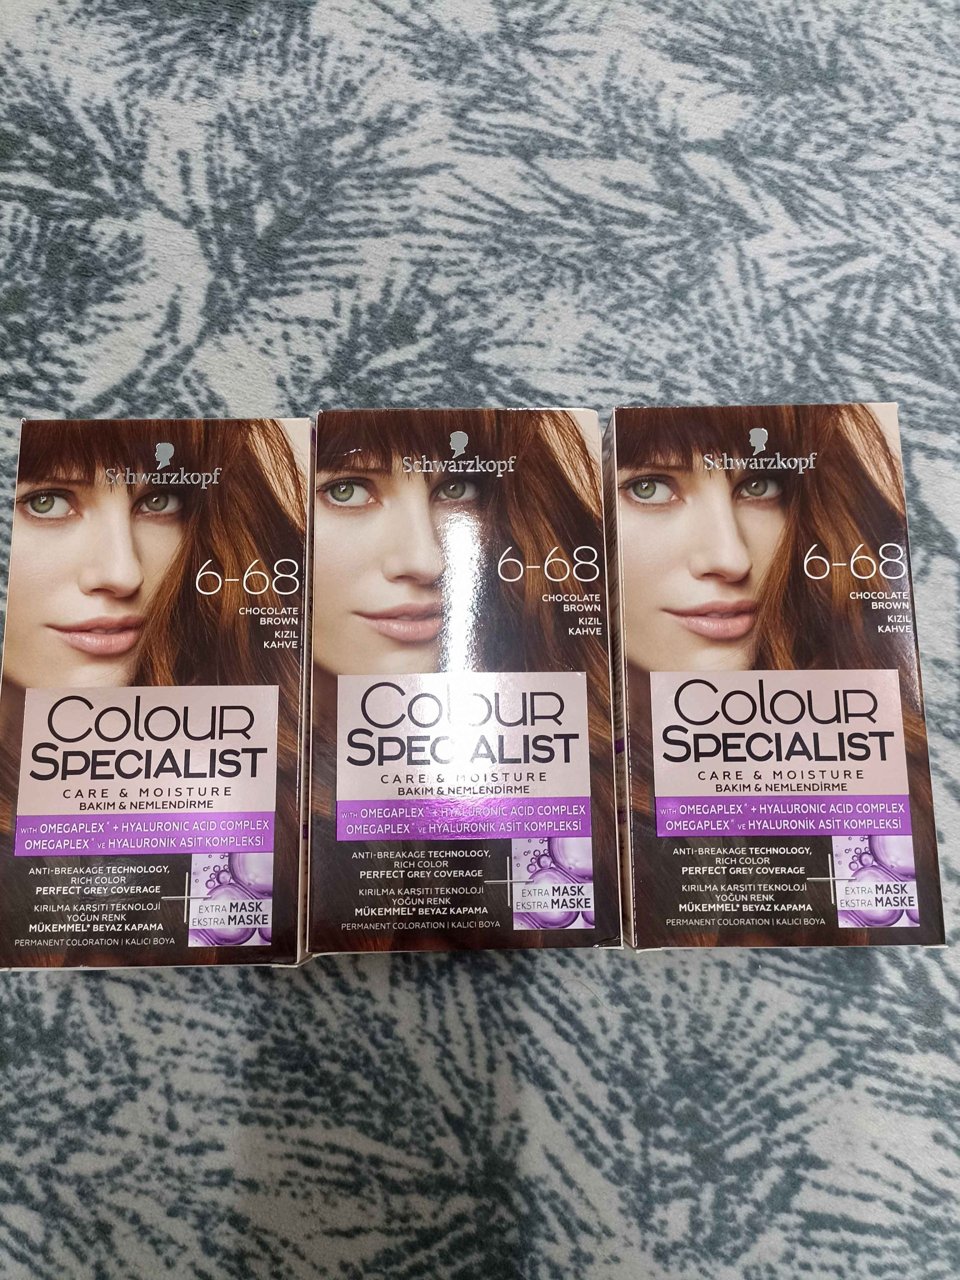 Schwarzkopf
6-68
CHOCOLATE
BROWN
KIZIL
KAHVE
Colour
SPECIALIST
CARE & MOISTURE
BAKIM & NEMLENDİRME
WITH OMEGAPLEX* + HYALURONIC ACID COMPLEX
OMEGAPLEX* VE HYALURONİK ASİT KOMPLEKSİ
ANTI-BREAKAGE TECHNOLOGY,
RICH COLOR
PERFECT GREY COVERAGE
KIRILMA KARŞITI TEKNOLOJİ
YOĞUN RENK
MÜKEMMEL* BEYAZ KAPAMA
EXTRA MASK
EKSTRA MASKE
PERMANENT COLORATION | KALICI BOYA
Schwarzkopf
6-68
CHOCOLATE
BROWN
KIZIL
KAHVE
Colour
SPECIALIST
CARE & MOISTURE
BAKIM & NEMLENDİRME
WITH OMEGAPLEX* + HYALURONIC ACID COMPLEX
OMEGAPLEX* VE HYALURONİK ASİT KOMPLEKSİ
ANTI-BREAKAGE TECHNOLOGY,
RICH COLOR
PERFECT GREY COVERAGE
KIRILMA KARŞITI TEKNOLOJİ
YOĞUN RENK
MÜKEMMEL* BEYAZ KAPAMA
EXTRA MASK
EKSTRA MASKE
PERMANENT COLORATION | KALICI BOYA
Schwarzkopf
6-68
CHOCOLATE
BROWN
KIZIL
KAHVE
Colour
SPECIALIST
CARE & MOISTURE
BAKIM & NEMLENDİRME
WITH OMEGAPLEX* + HYALURONIC ACID COMPLEX
OMEGAPLEX* VE HYALURONİK ASİT KOMPLEKSİ
ANTI-BREAKAGE TECHNOLOGY,
RICH COLOR
PERFECT GREY COVERAGE
KIRILMA KARŞITI TEKNOLOJİ
YOĞUN RENK
MÜKEMMEL* BEYAZ KAPAMA
EXTRA MASK
EKSTRA MASKE
PERMANENT COLORATION | KALICI BOYA